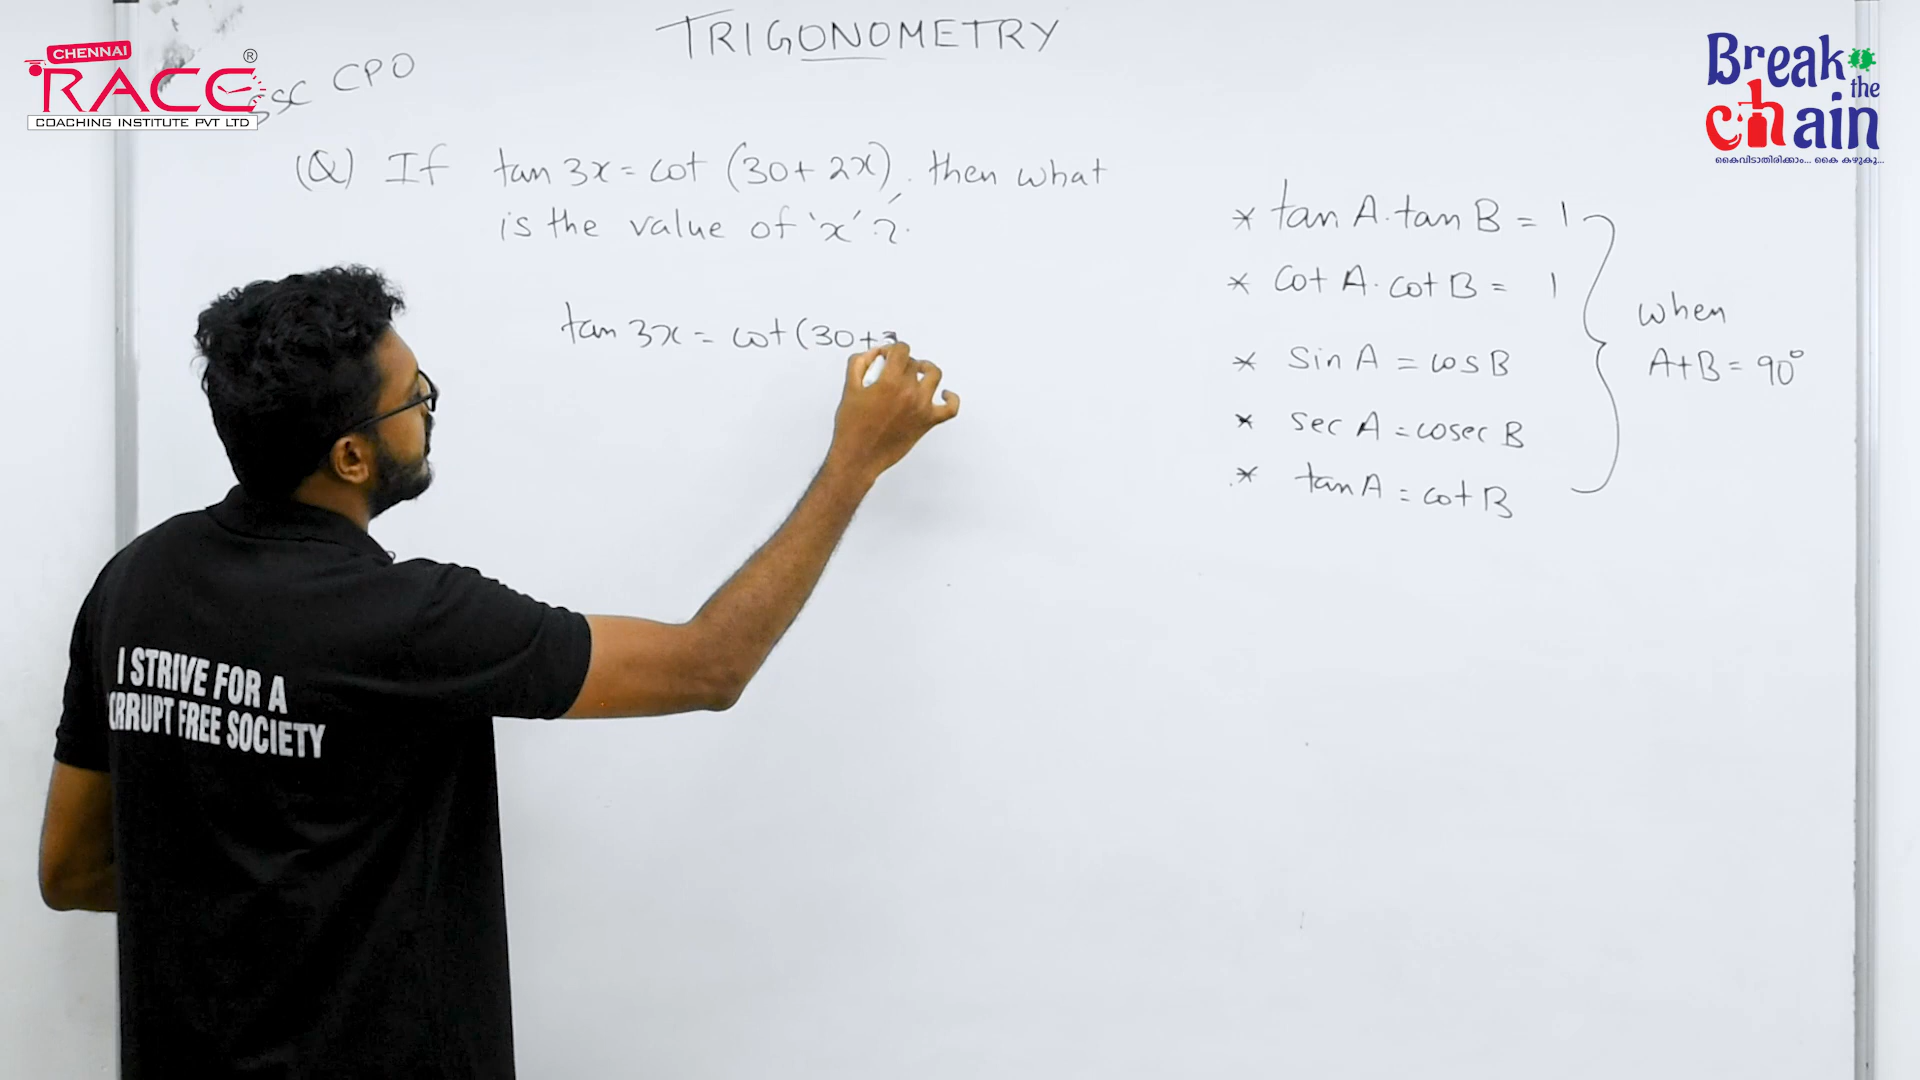 TRIGONOMETRY
CHENNAI
RACE®
COACHING INSTITUTE PVT LTD
SSC CPO
Break
the
chain
കൈവിടാതിരിക്കാം... കൈ കഴുകൂ...
(Q) If tan 3x = cot (30+2x), then what
is the value of 'x'?
tan 3x = cot (30+
* tan A. tan B = 1
* cot A. cot B = 1
* sin A = cos B
* sec A = cosec B
* tan A = cot B
when
A+B = 90°
I STRIVE FOR A
RRUPT FREE SOCIETY